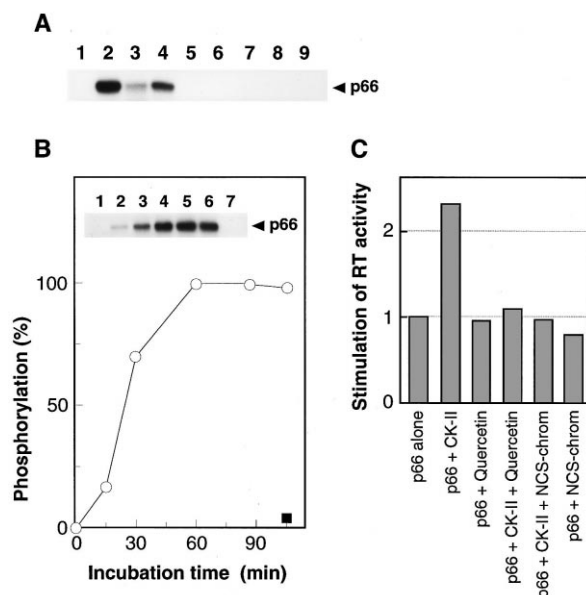 A
1 2 3 4 5 6 7 8 9
p66
B
1 2 3 4 5 6 7
p66
100
50
0
Phosphorylation (%)
0 30 60 90
Incubation time (min)
C
2
1
0
Stimulation of RT activity
p66 alone
p66 + CK-II
p66 + Quercetin
p66 + CK-II + Quercetin
p66 + CK-II + NCS-chrom
p66 + NCS-chrom